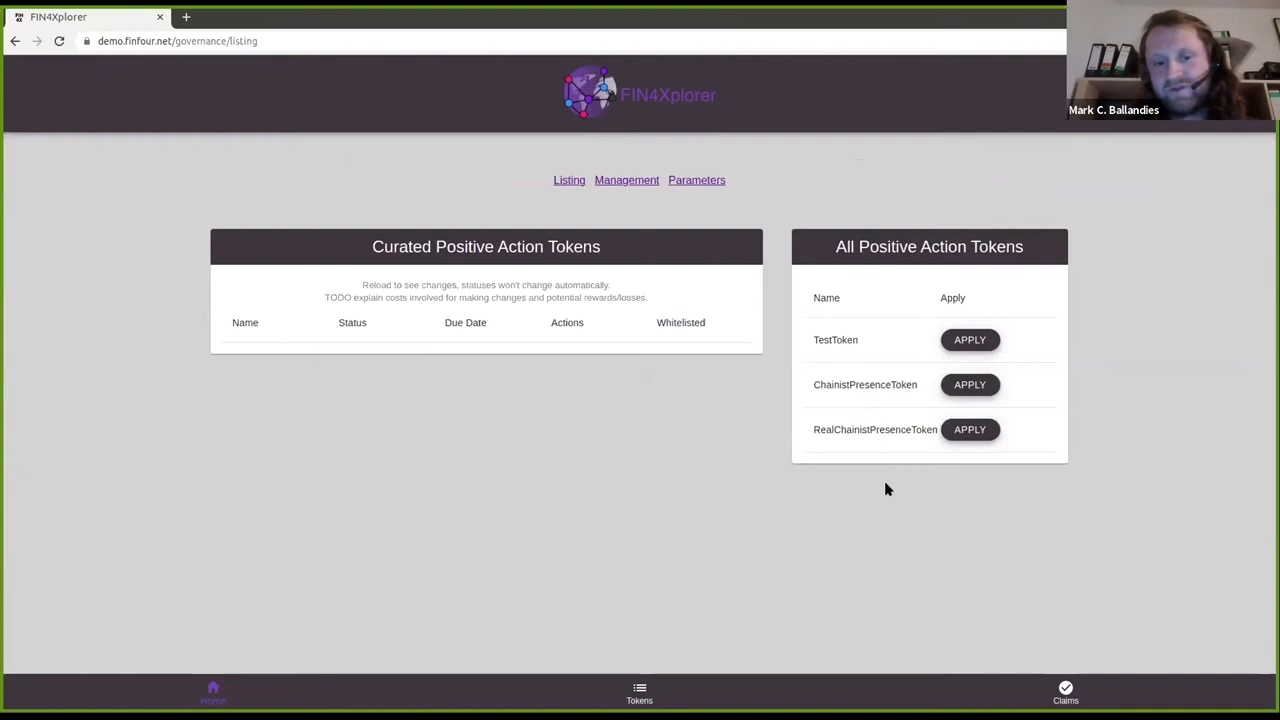 FIN4Xplorer
demo.finfour.net/governance/listing
FIN4Xplorer
Mark C. Ballandies
Listing Management Parameters
Curated Positive Action Tokens
Reload to see changes, statuses won't change automatically.
TODO explain costs involved for making changes and potential rewards/losses.
Name Status Due Date Actions Whitelisted
All Positive Action Tokens
Name Apply
TestToken APPLY
ChainistPresenceToken APPLY
RealChainistPresenceToken APPLY
Home Tokens Claims